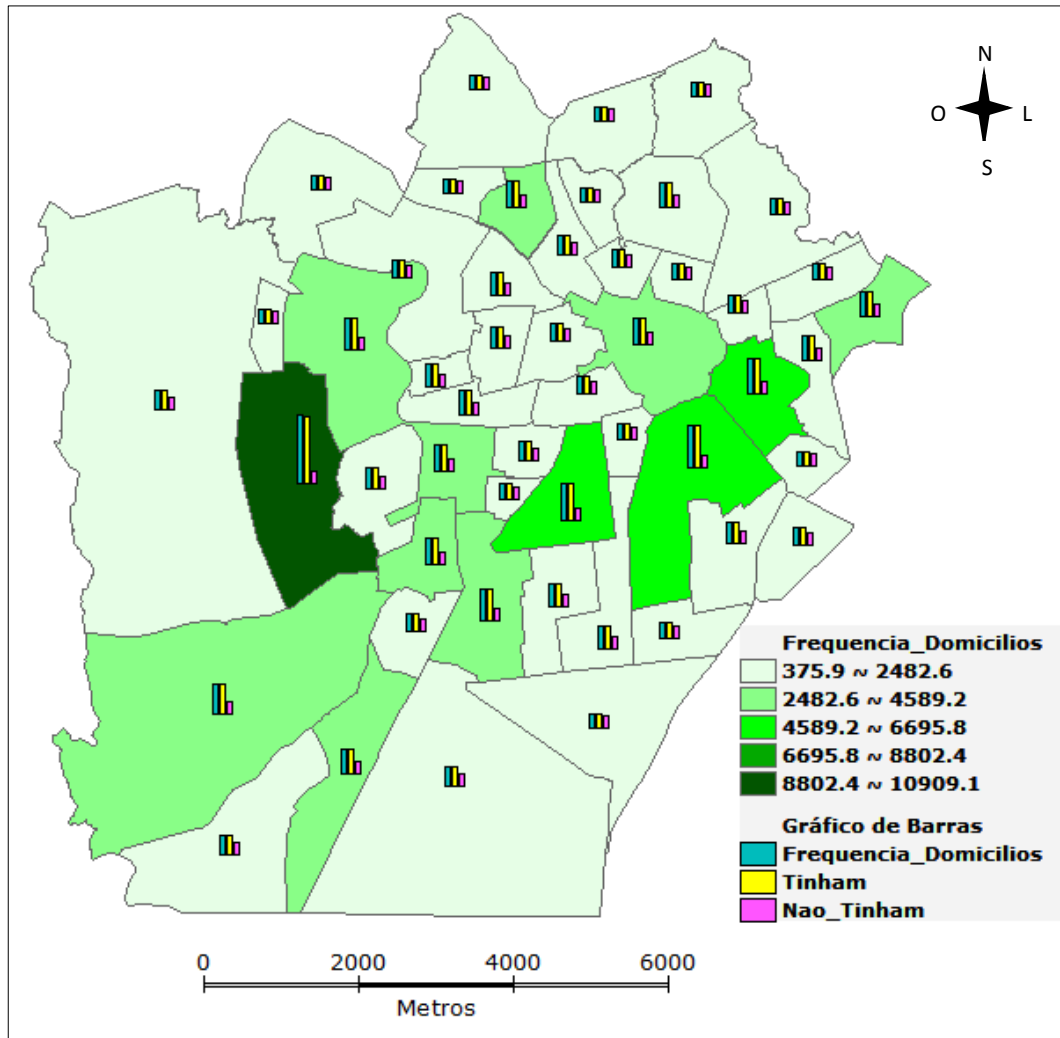 N
O L
S
Frequencia_Domicilios
375.9 ~ 2482.6
2482.6 ~ 4589.2
4589.2 ~ 6695.8
6695.8 ~ 8802.4
8802.4 ~ 10909.1
Gráfico de Barras
Frequencia_Domicilios
Tinham
Nao_Tinham
0 2000 4000 6000
Metros